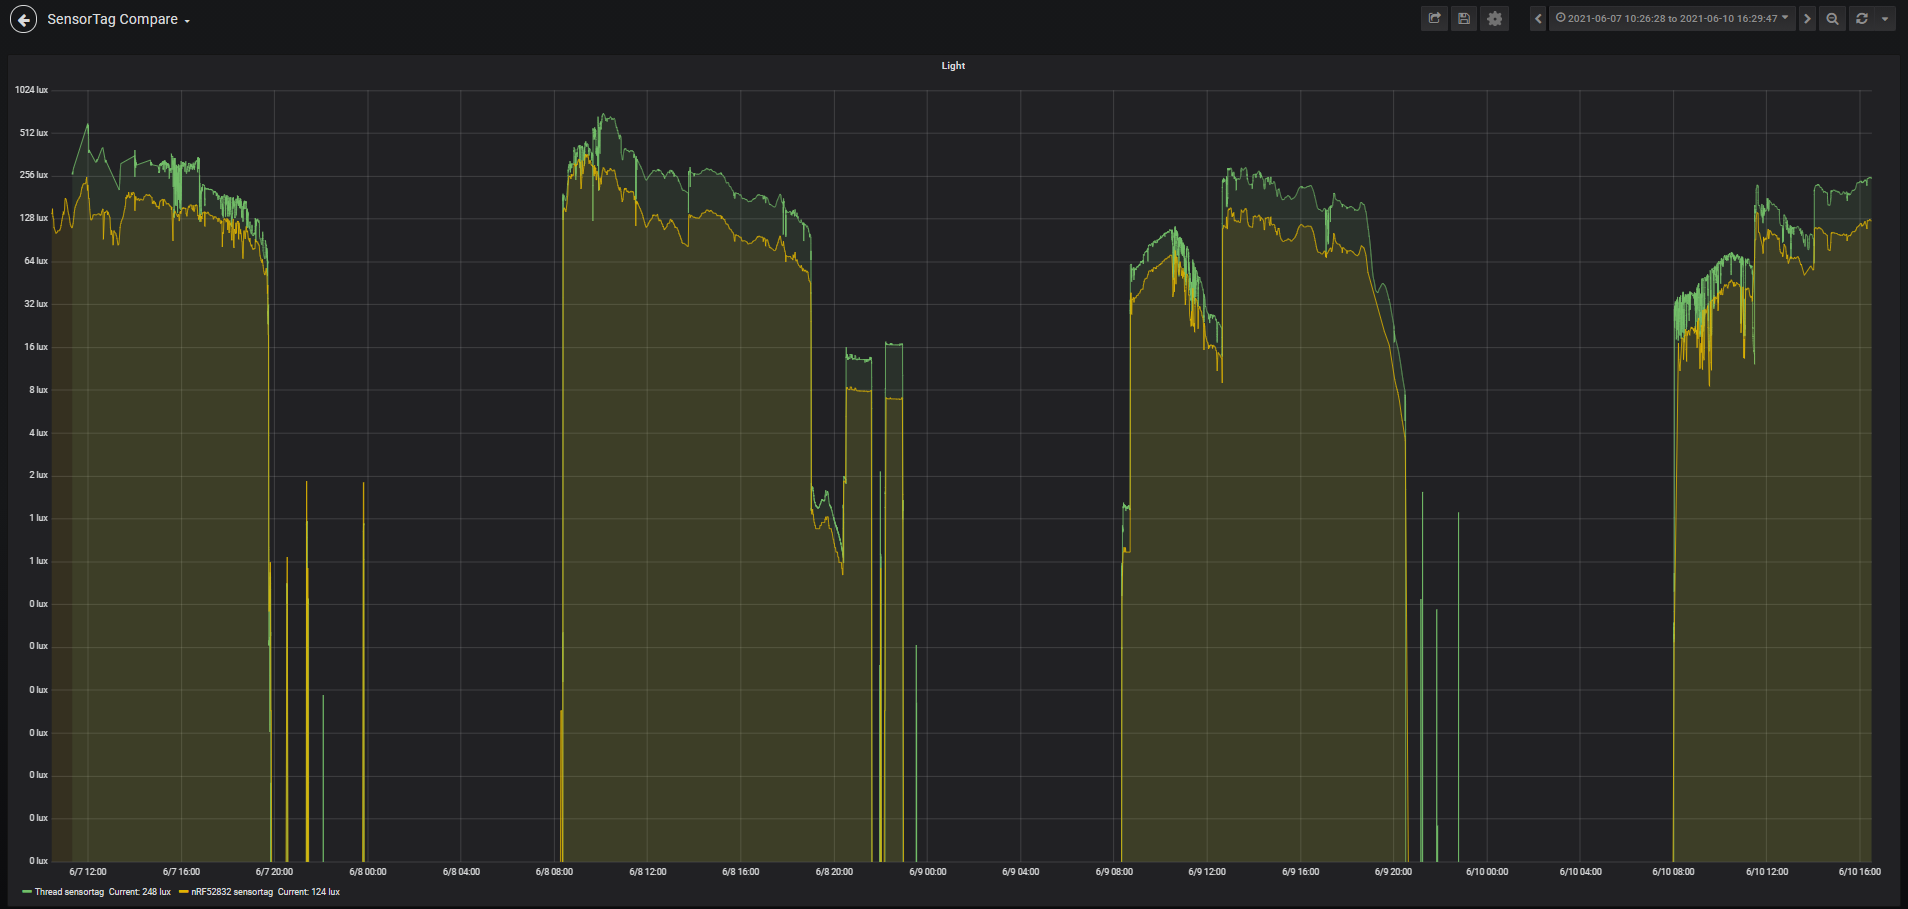 SensorTag Compare
2021-06-07 10:26:28 to 2021-06-10 16:29:47
Light
1024 lux
512 lux
256 lux
128 lux
64 lux
32 lux
16 lux
8 lux
4 lux
2 lux
1 lux
1 lux
0 lux
0 lux
0 lux
0 lux
0 lux
0 lux
0 lux
6/7 12:00 6/7 16:00 6/7 20:00 6/8 00:00 6/8 04:00 6/8 08:00 6/8 12:00 6/8 16:00 6/8 20:00 6/9 00:00 6/9 04:00 6/9 08:00 6/9 12:00 6/9 16:00 6/9 20:00 6/10 00:00 6/10 04:00 6/10 08:00 6/10 12:00 6/10 16:00
Thread sensortag Current: 248 lux nRF52832 sensortag Current: 124 lux